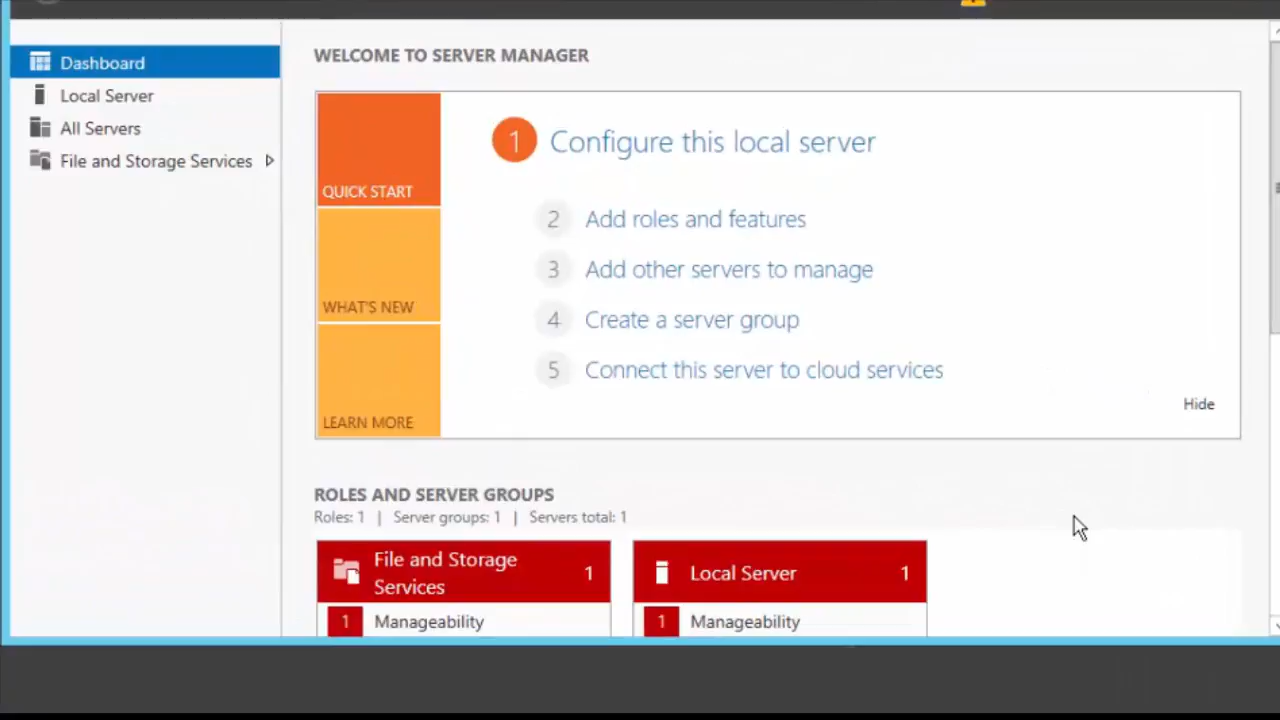 Dashboard
Local Server
All Servers
File and Storage Services
WELCOME TO SERVER MANAGER
QUICK START
WHAT'S NEW
LEARN MORE
1 Configure this local server
2 Add roles and features
3 Add other servers to manage
4 Create a server group
5 Connect this server to cloud services
Hide
ROLES AND SERVER GROUPS
Roles: 1 | Server groups: 1 | Servers total: 1
File and Storage
Services 1
1 Manageability
Local Server 1
1 Manageability